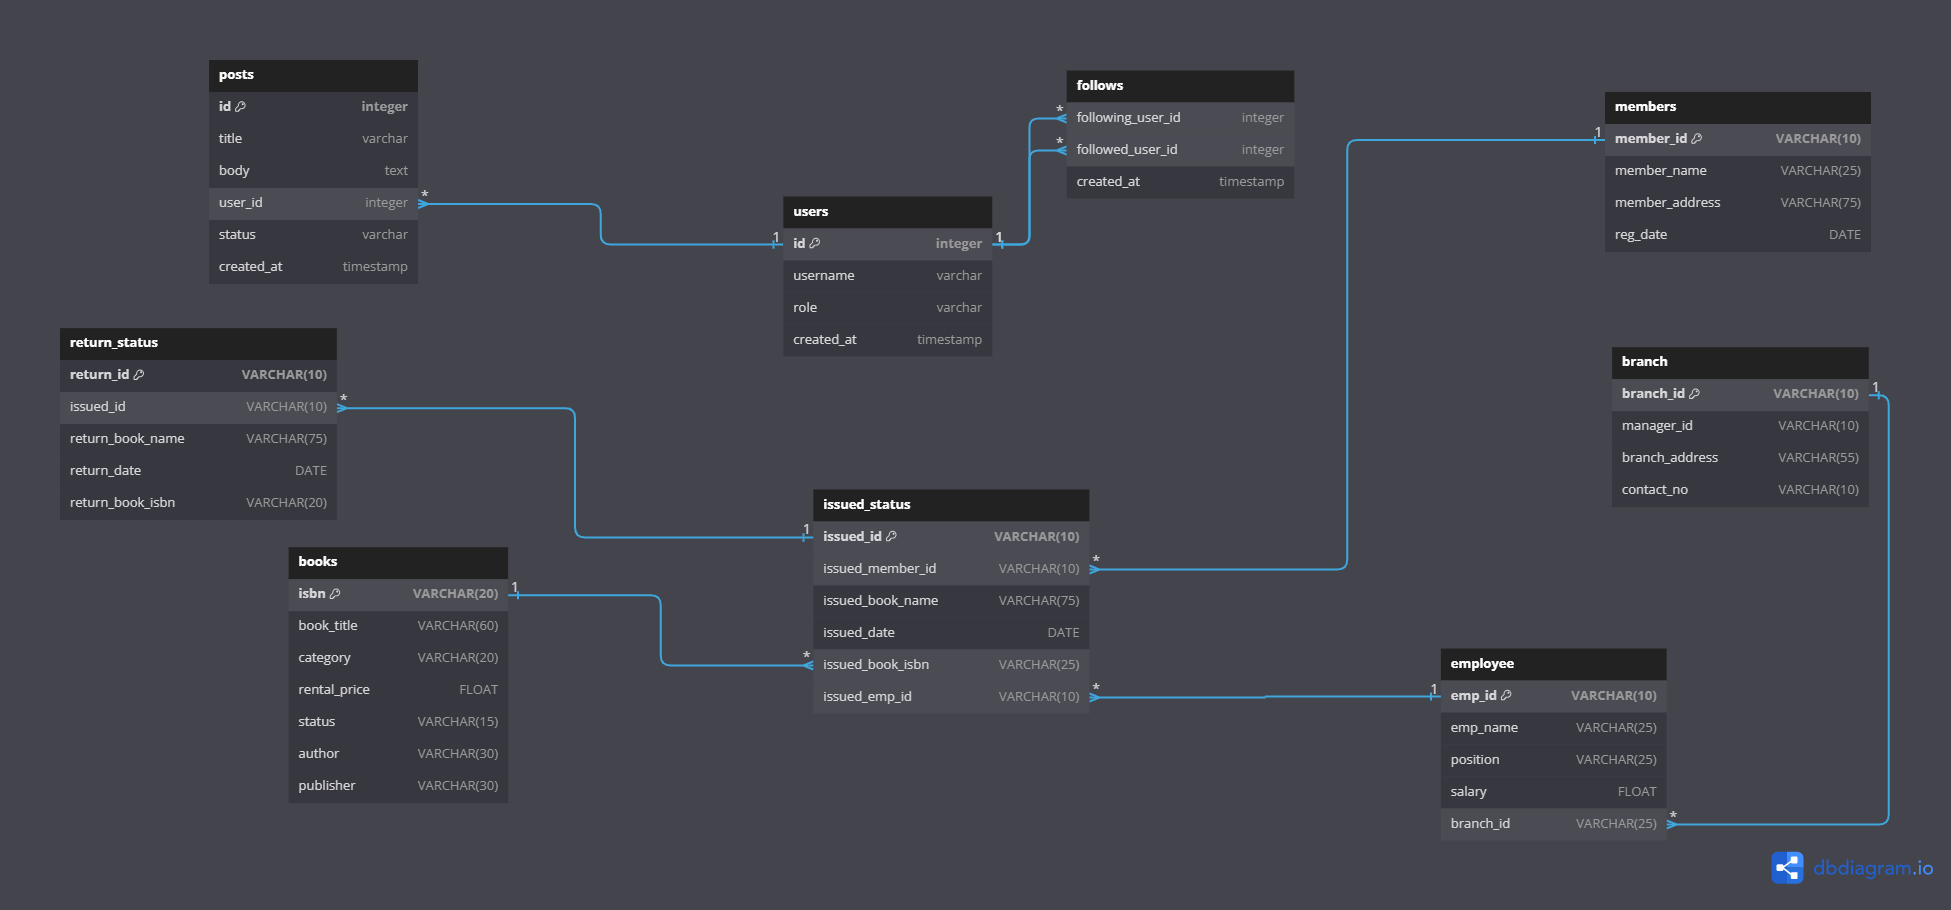 posts
id integer
title varchar
body text
user_id integer
status varchar
created_at timestamp
*
1
users
id integer
username varchar
role varchar
created_at timestamp
1
*
*
follows
following_user_id integer
followed_user_id integer
created_at timestamp
members
1
member_id VARCHAR(10)
member_name VARCHAR(25)
member_address VARCHAR(75)
reg_date DATE
return_status
return_id VARCHAR(10)
issued_id VARCHAR(10)
return_book_name VARCHAR(75)
return_date DATE
return_book_isbn VARCHAR(20)
*
branch
branch_id VARCHAR(10)
manager_id VARCHAR(10)
branch_address VARCHAR(55)
contact_no VARCHAR(10)
1
books
isbn VARCHAR(20)
book_title VARCHAR(60)
category VARCHAR(20)
rental_price FLOAT
status VARCHAR(15)
author VARCHAR(30)
publisher VARCHAR(30)
1
issued_status
1
issued_id VARCHAR(10)
issued_member_id VARCHAR(10)
*
issued_book_name VARCHAR(75)
issued_date DATE
*
issued_book_isbn VARCHAR(25)
issued_emp_id VARCHAR(10)
*
employee
1
emp_id VARCHAR(10)
emp_name VARCHAR(25)
position VARCHAR(25)
salary FLOAT
branch_id VARCHAR(25)
*
dbdiagram.io